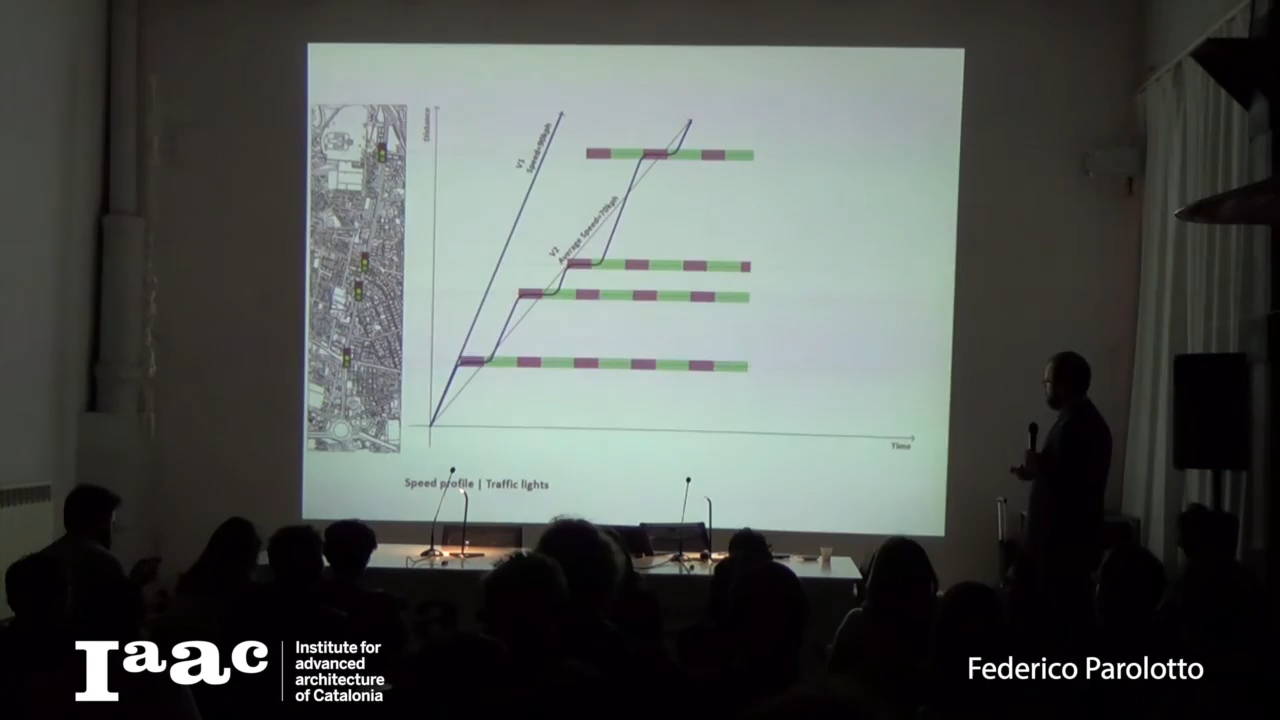 Distance
V1
Speed=90kph
V2
Average Speed=70kph
Time
Speed profile | Traffic lights
Iaac
Institute for
advanced
architecture
of Catalonia
Federico Parolotto